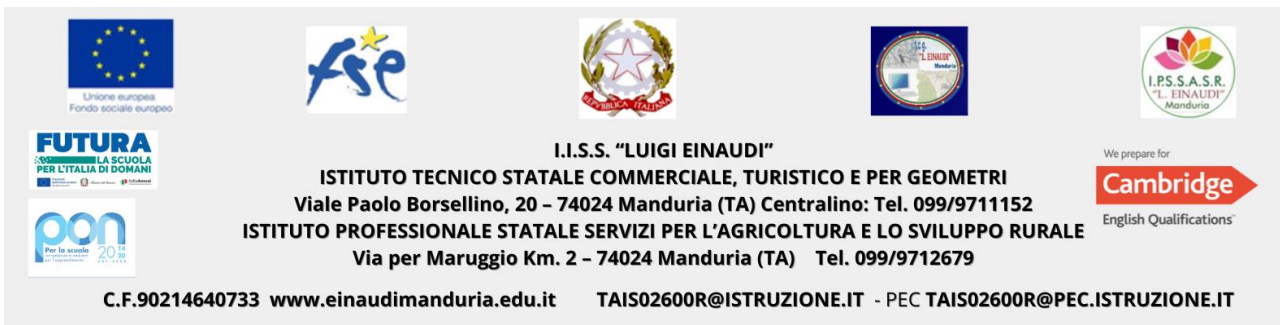 Unione europea
Fondo sociale europeo
fse
REPVBBLICA ITALIANA
"L. EINAUDI"
Manduria
I.P.S.S.A.S.R.
"L. EINAUDI"
Manduria
FUTURA
LA SCUOLA
PER L'ITALIA DI DOMANI
pon
Per la scuola
2014
2020
We prepare for
Cambridge
English Qualifications™
I.I.S.S. “LUIGI EINAUDI”
ISTITUTO TECNICO STATALE COMMERCIALE, TURISTICO E PER GEOMETRI
Viale Paolo Borsellino, 20 – 74024 Manduria (TA) Centralino: Tel. 099/9711152
ISTITUTO PROFESSIONALE STATALE SERVIZI PER L’AGRICOLTURA E LO SVILUPPO RURALE
Via per Maruggio Km. 2 – 74024 Manduria (TA) Tel. 099/9712679
C.F.90214640733 www.einaudimanduria.edu.it TAIS02600R@ISTRUZIONE.IT - PEC TAIS02600R@PEC.ISTRUZIONE.IT